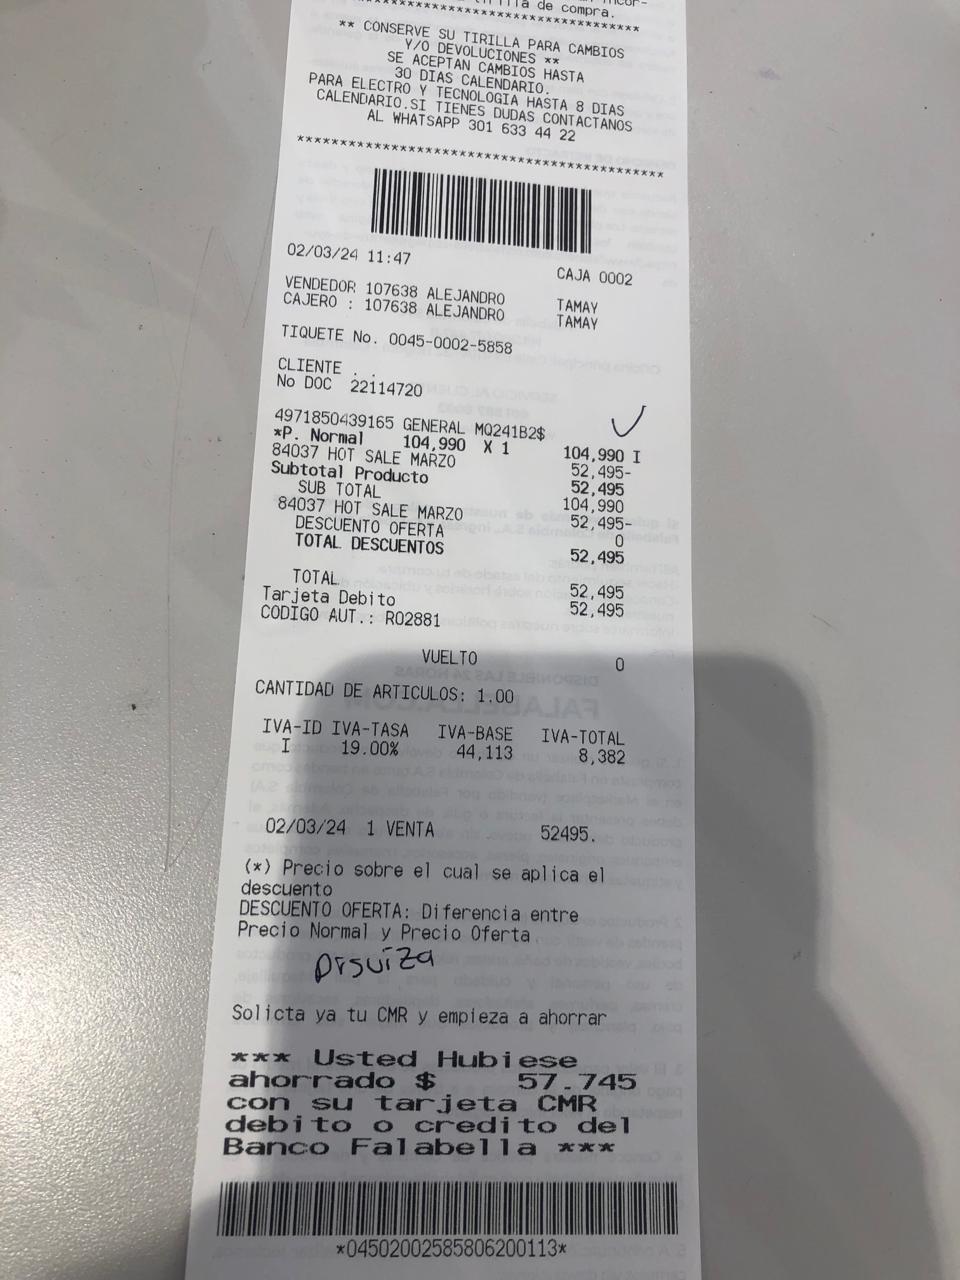 de compra.
****************************************
** CONSERVE SU TIRILLA PARA CAMBIOS
Y/O DEVOLUCIONES **
SE ACEPTAN CAMBIOS HASTA
30 DIAS CALENDARIO.
PARA ELECTRO Y TECNOLOGIA HASTA 8 DIAS
CALENDARIO.SI TIENES DUDAS CONTACTANOS
AL WHATSAPP 301 633 44 22
****************************************
02/03/24 11:47 CAJA 0002
VENDEDOR 107638 ALEJANDRO TAMAY
CAJERO : 107638 ALEJANDRO TAMAY
TIQUETE No. 0045-0002-5858
CLIENTE . .
No DOC 22114720
4971850439165 GENERAL MQ241B2$
*P. Normal 104,990 X 1 104,990 I
84037 HOT SALE MARZO 52,495-
Subtotal Producto 52,495
SUB TOTAL 104,990
84037 HOT SALE MARZO 52,495-
DESCUENTO OFERTA 0
TOTAL DESCUENTOS 52,495
TOTAL 52,495
Tarjeta Debito 52,495
CODIGO AUT.: R02881
VUELTO 0
CANTIDAD DE ARTICULOS: 1.00
IVA-ID IVA-TASA IVA-BASE IVA-TOTAL
I 19.00% 44,113 8,382
02/03/24 1 VENTA 52495.
(*) Precio sobre el cual se aplica el
descuento
DESCUENTO OFERTA: Diferencia entre
Precio Normal y Precio Oferta
Solicta ya tu CMR y empieza a ahorrar
*** Usted Hubiese
ahorrado $ 57.745
con su tarjeta CMR
debito o credito del
Banco Falabella ***
*04502002585806200113*